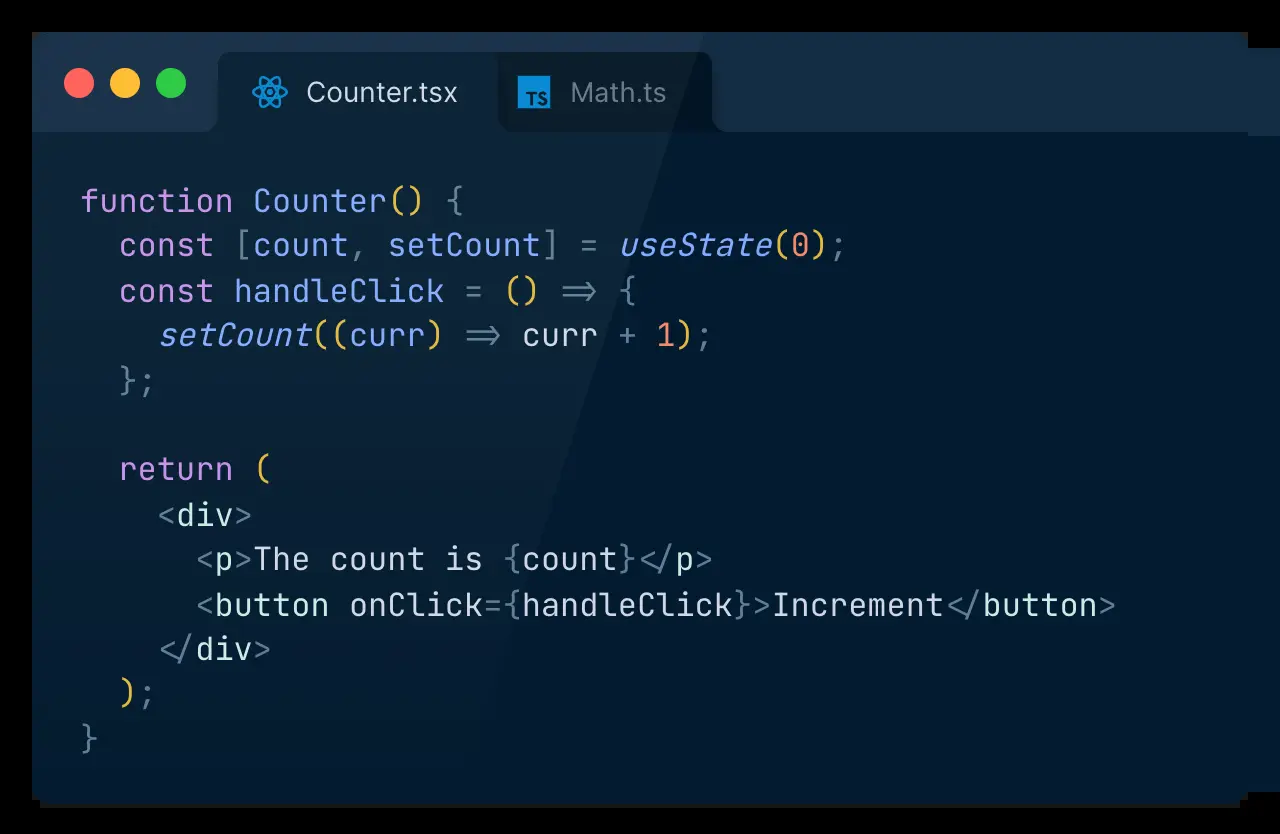 Counter.tsx
TS Math.ts
function Counter() {
  const [count, setCount] = useState(0);
  const handleClick = () => {
    setCount((curr) => curr + 1);
  };

  return (
    <div>
      <p>The count is {count}</p>
      <button onClick={handleClick}>Increment</button>
    </div>
  );
}